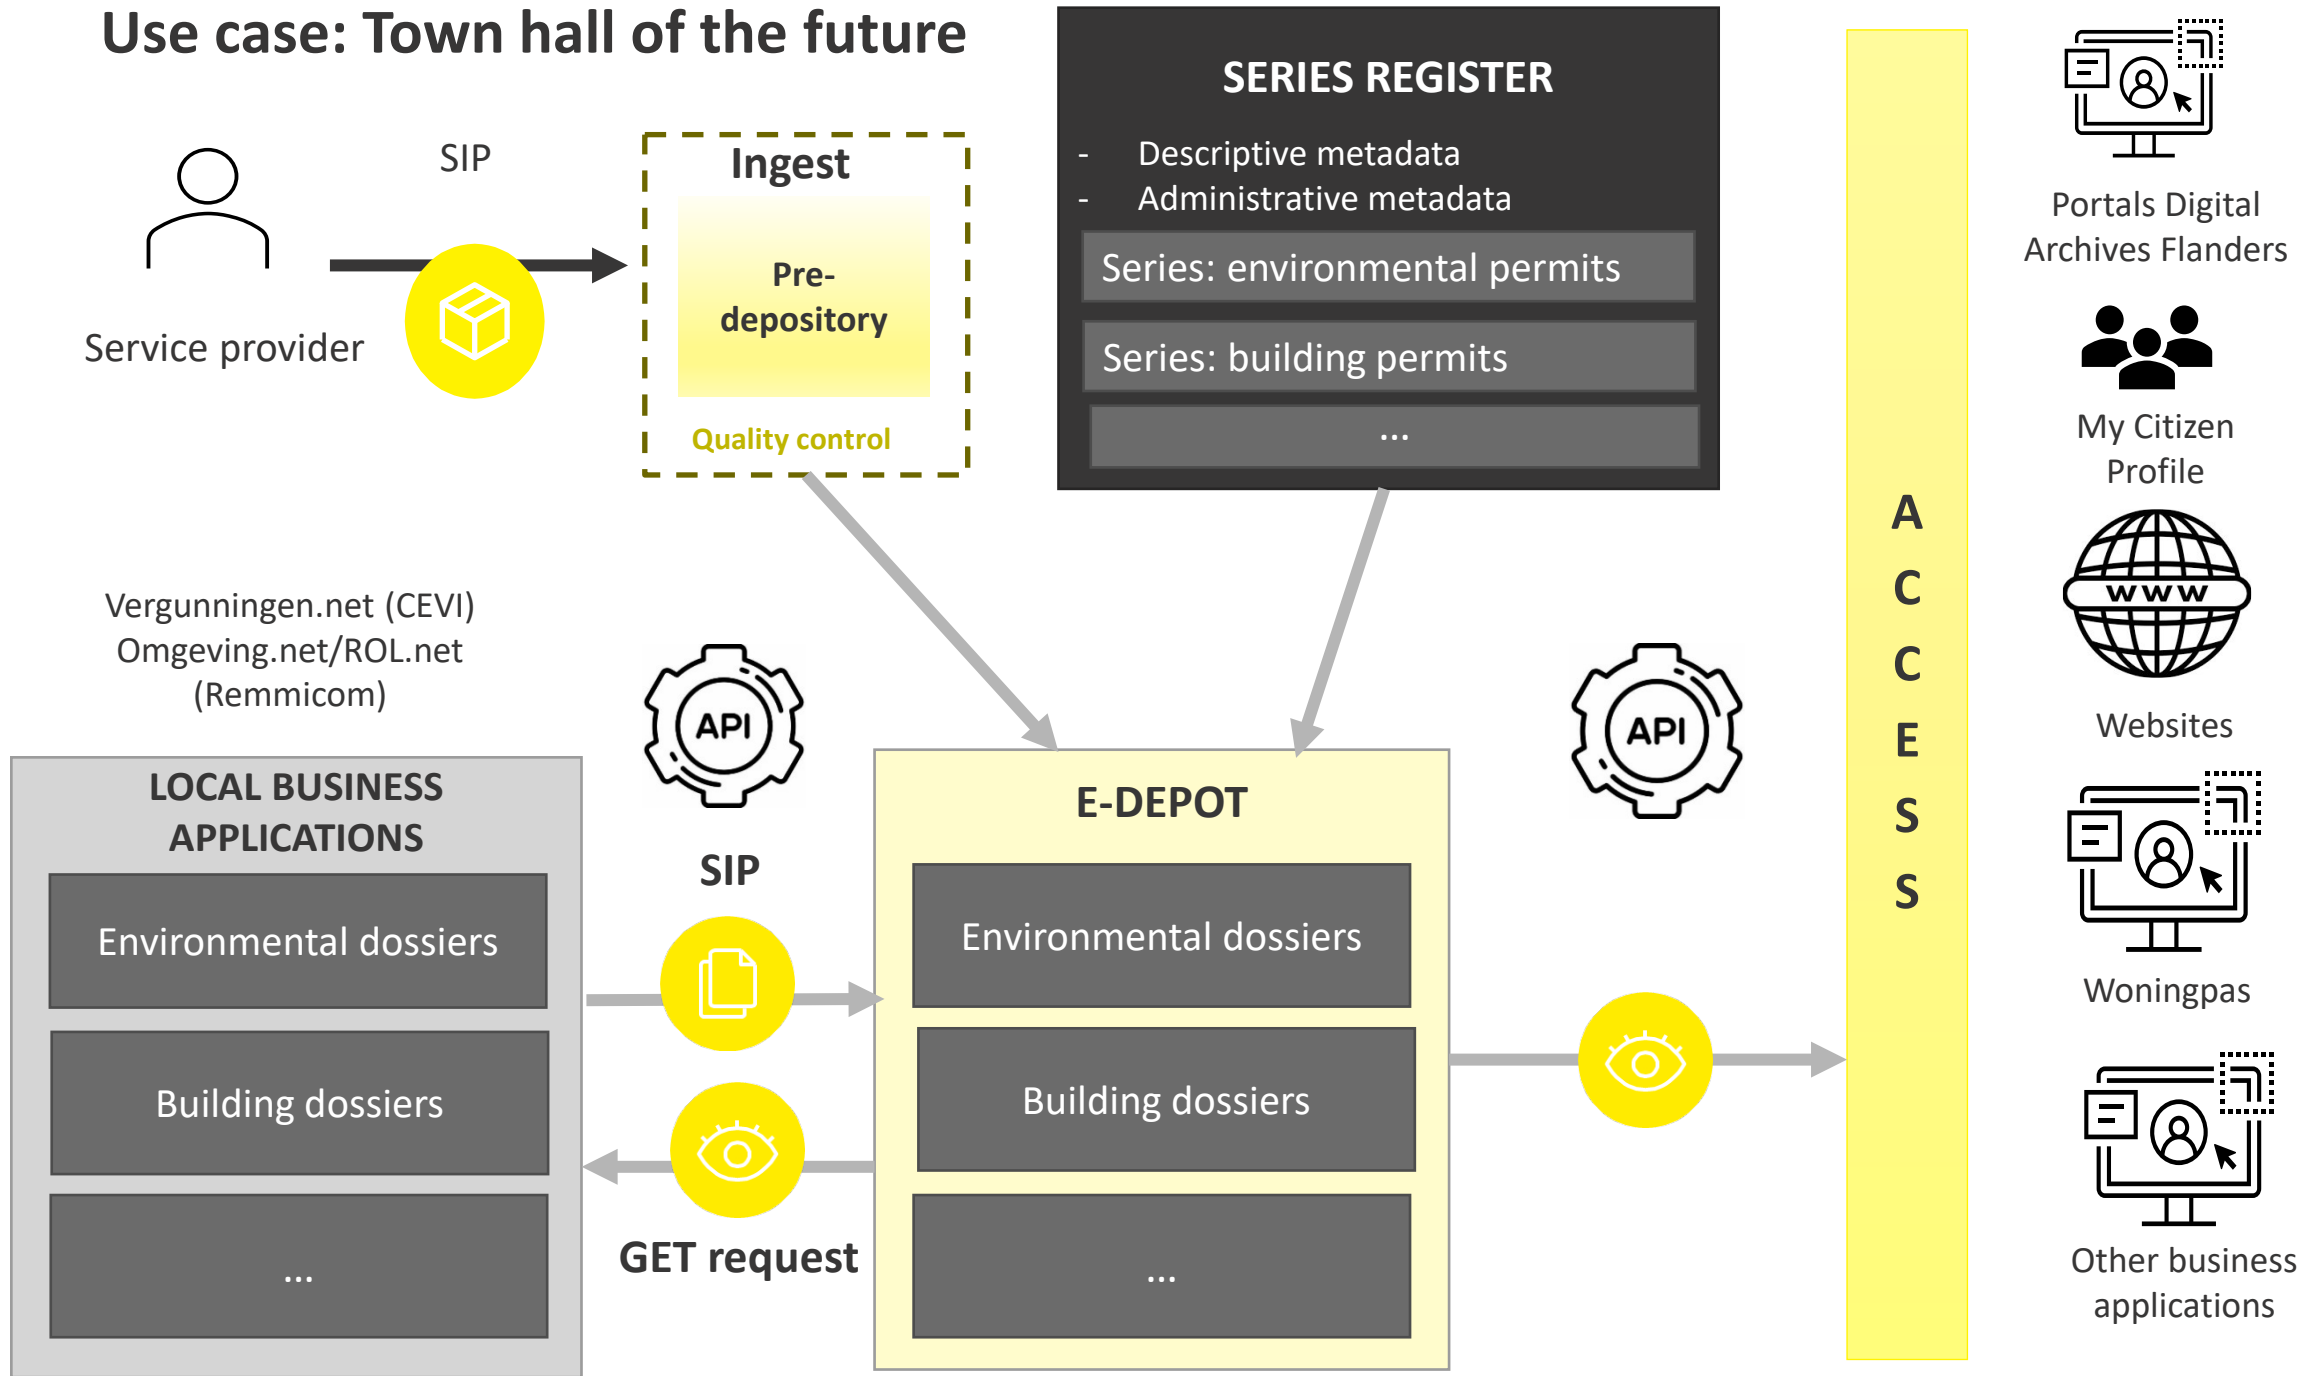 Use case: Town hall of the future
SIP
Service provider
Ingest
Pre-
depository
Quality control
SERIES REGISTER
- Descriptive metadata
- Administrative metadata
Series: environmental permits
Series: building permits
...
Vergunningen.net (CEVI)
Omgeving.net/ROL.net
(Remmicom)
LOCAL BUSINESS
APPLICATIONS
Environmental dossiers
Building dossiers
...
API
SIP
GET request
E-DEPOT
Environmental dossiers
Building dossiers
...
API
A
C
C
E
S
S
Portals Digital
Archives Flanders
My Citizen
Profile
WWW
Websites
Woningpas
Other business
applications